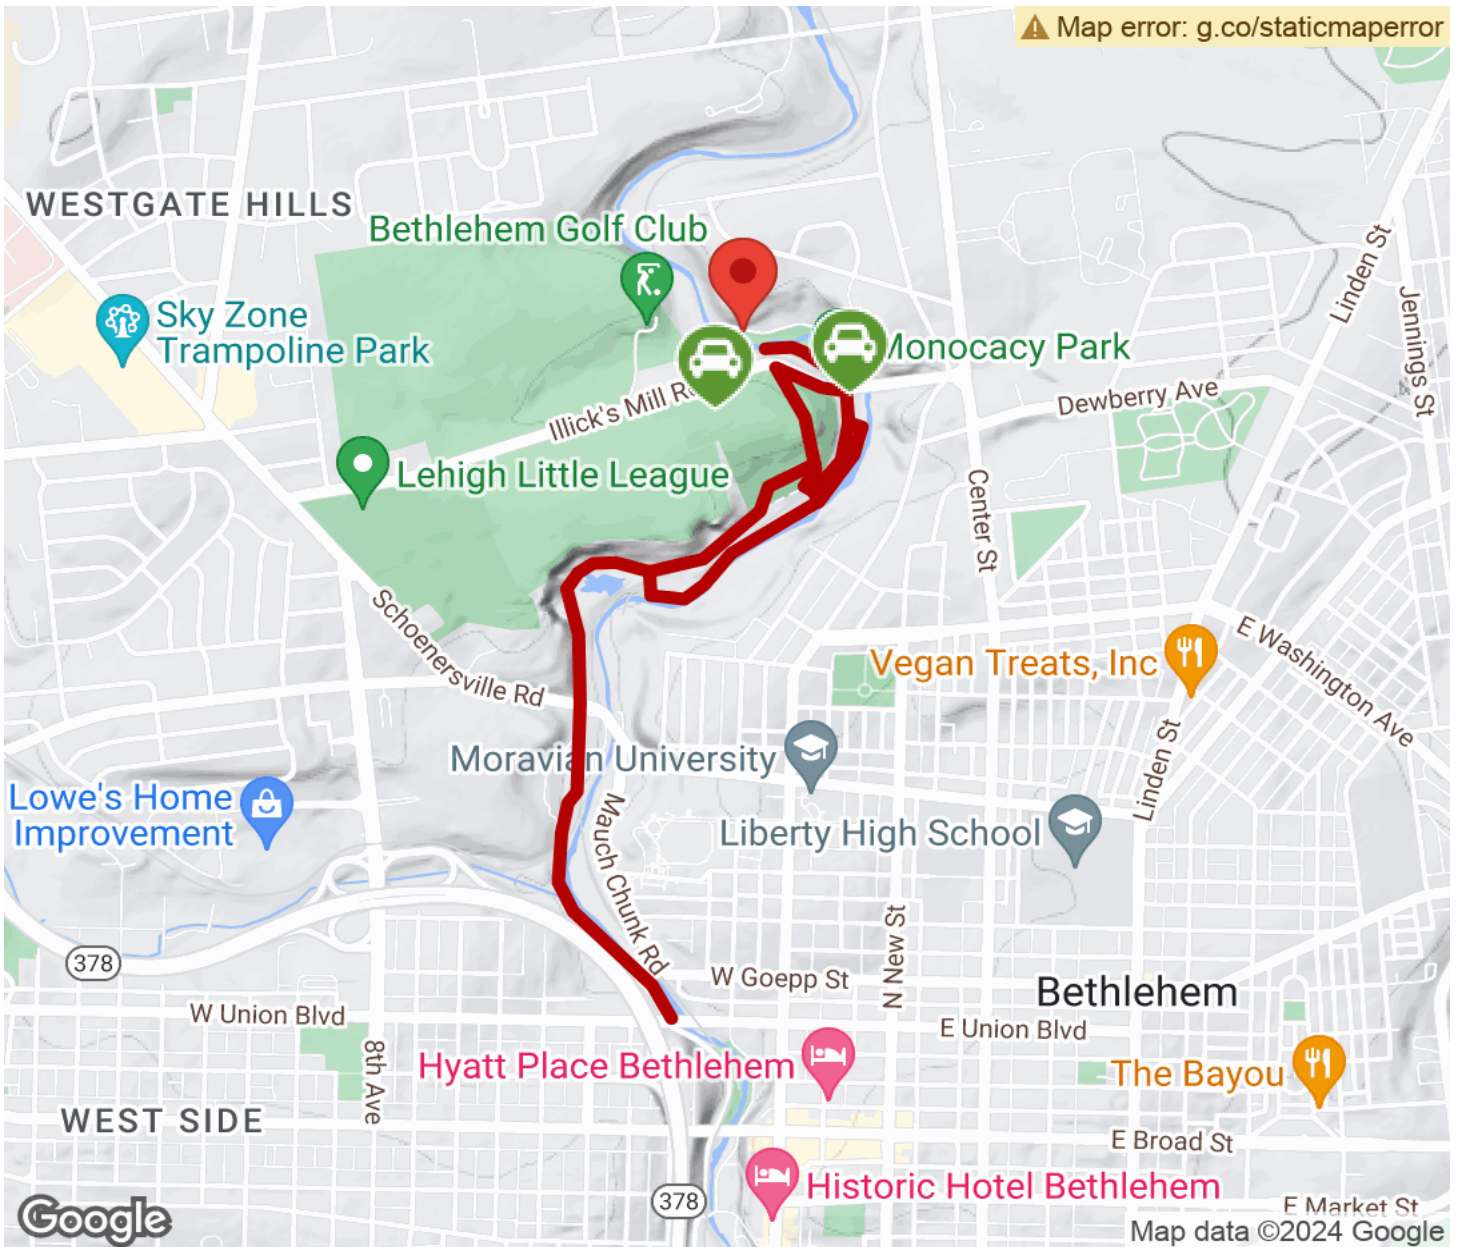 Map error: g.co/staticmaperror
WESTGATE HILLS
Bethlehem Golf Club
Linden St
Jennings St
Sky Zone
Trampoline Park
Monocacy Park
Illick's Mill
Dewberry Ave
Lehigh Little League
Center St
Schoenersville Rd
E Washington Ave
Vegan Treats, Inc
Linden St
Moravian University
Lowe's Home
Improvement
Mauch Chunk Rd
Liberty High School
N New St
378
W Goepp St
Bethlehem
W Union Blvd
E Union Blvd
8th Ave
Hyatt Place Bethlehem
The Bayou
WEST SIDE
E Broad St
378
Historic Hotel Bethlehem
E Market St
Google
Map data ©2024 Google